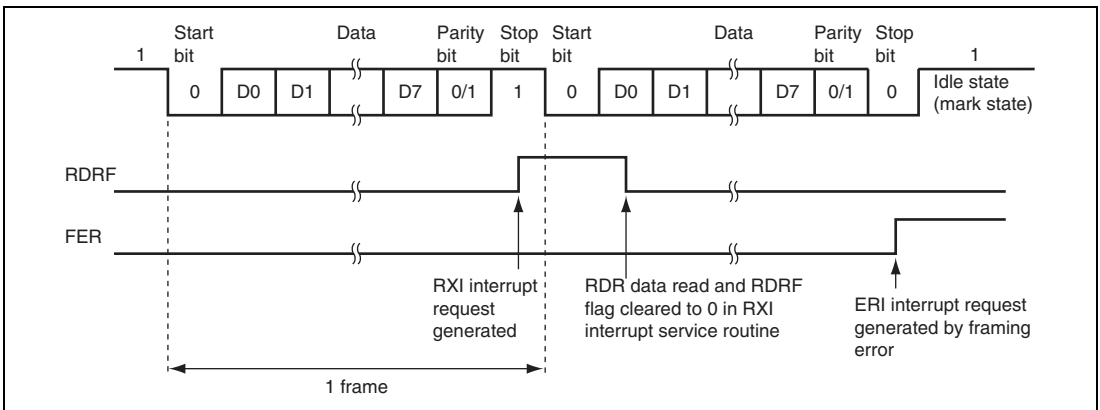 Start bit Data Parity bit Stop bit Start bit Data Parity bit Stop bit
1 1
0 D0 D1 D7 0/1 1 0 D0 D1 D7 0/1 0
Idle state
(mark state)
RDRF
FER
RXI interrupt
request
generated
RDR data read and RDRF
flag cleared to 0 in RXI
interrupt service routine
ERI interrupt request
generated by framing
error
1 frame